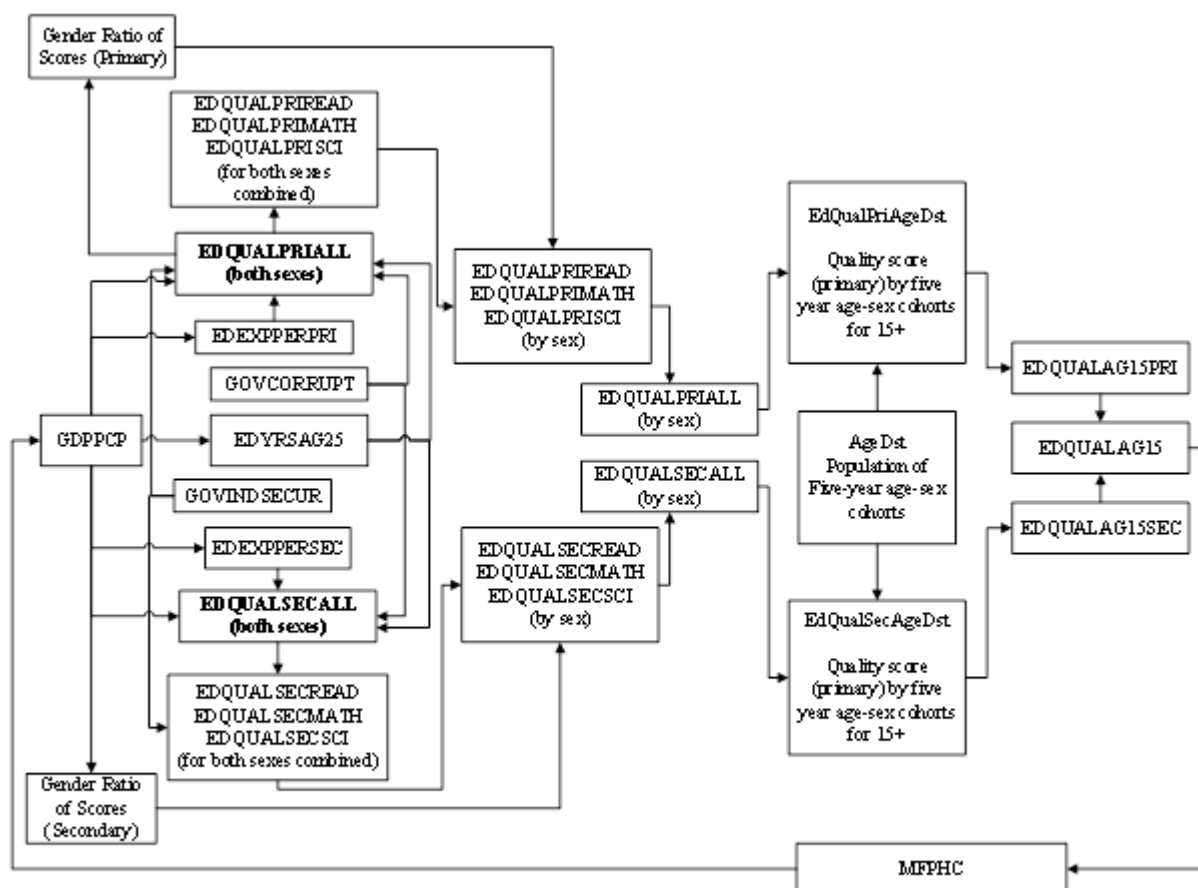 Gender Ratio of
Scores (Primary)
EDQUALPRIREAD
EDQUALPRIMATH
EDQUALPRISCI
(for both sexes
combined)
EDQUALPRIALL
(both sexes)
EDEXPPERPRI
GOVCORRUPT
GDPPCP
EDYRSAG25
GOVINDSECUR
EDEXPPERSEC
EDQUALSECALL
(both sexes)
EDQUALSECREAD
EDQUALSECMATH
EDQUALSECSCI
(for both sexes combined)
Gender Ratio
of Scores
(Secondary)
EDQUALPRIREAD
EDQUALPRIMATH
EDQUALPRISCI
(by sex)
EDQUALPRIALL
(by sex)
EDQUALSECALL
(by sex)
EDQUALSECREAD
EDQUALSECMATH
EDQUALSECSCI
(by sex)
EdQualPriAgeDst
Quality score
(primary) by five
year age-sex cohorts
for 15+
AgeDst
Population of
Five-year age-sex
cohorts
EdQualSecAgeDst
Quality score
(primary) by five
year age-sex cohorts
for 15+
EDQUALAG15PRI
EDQUALAG15
EDQUALAG15SEC
MFPHC